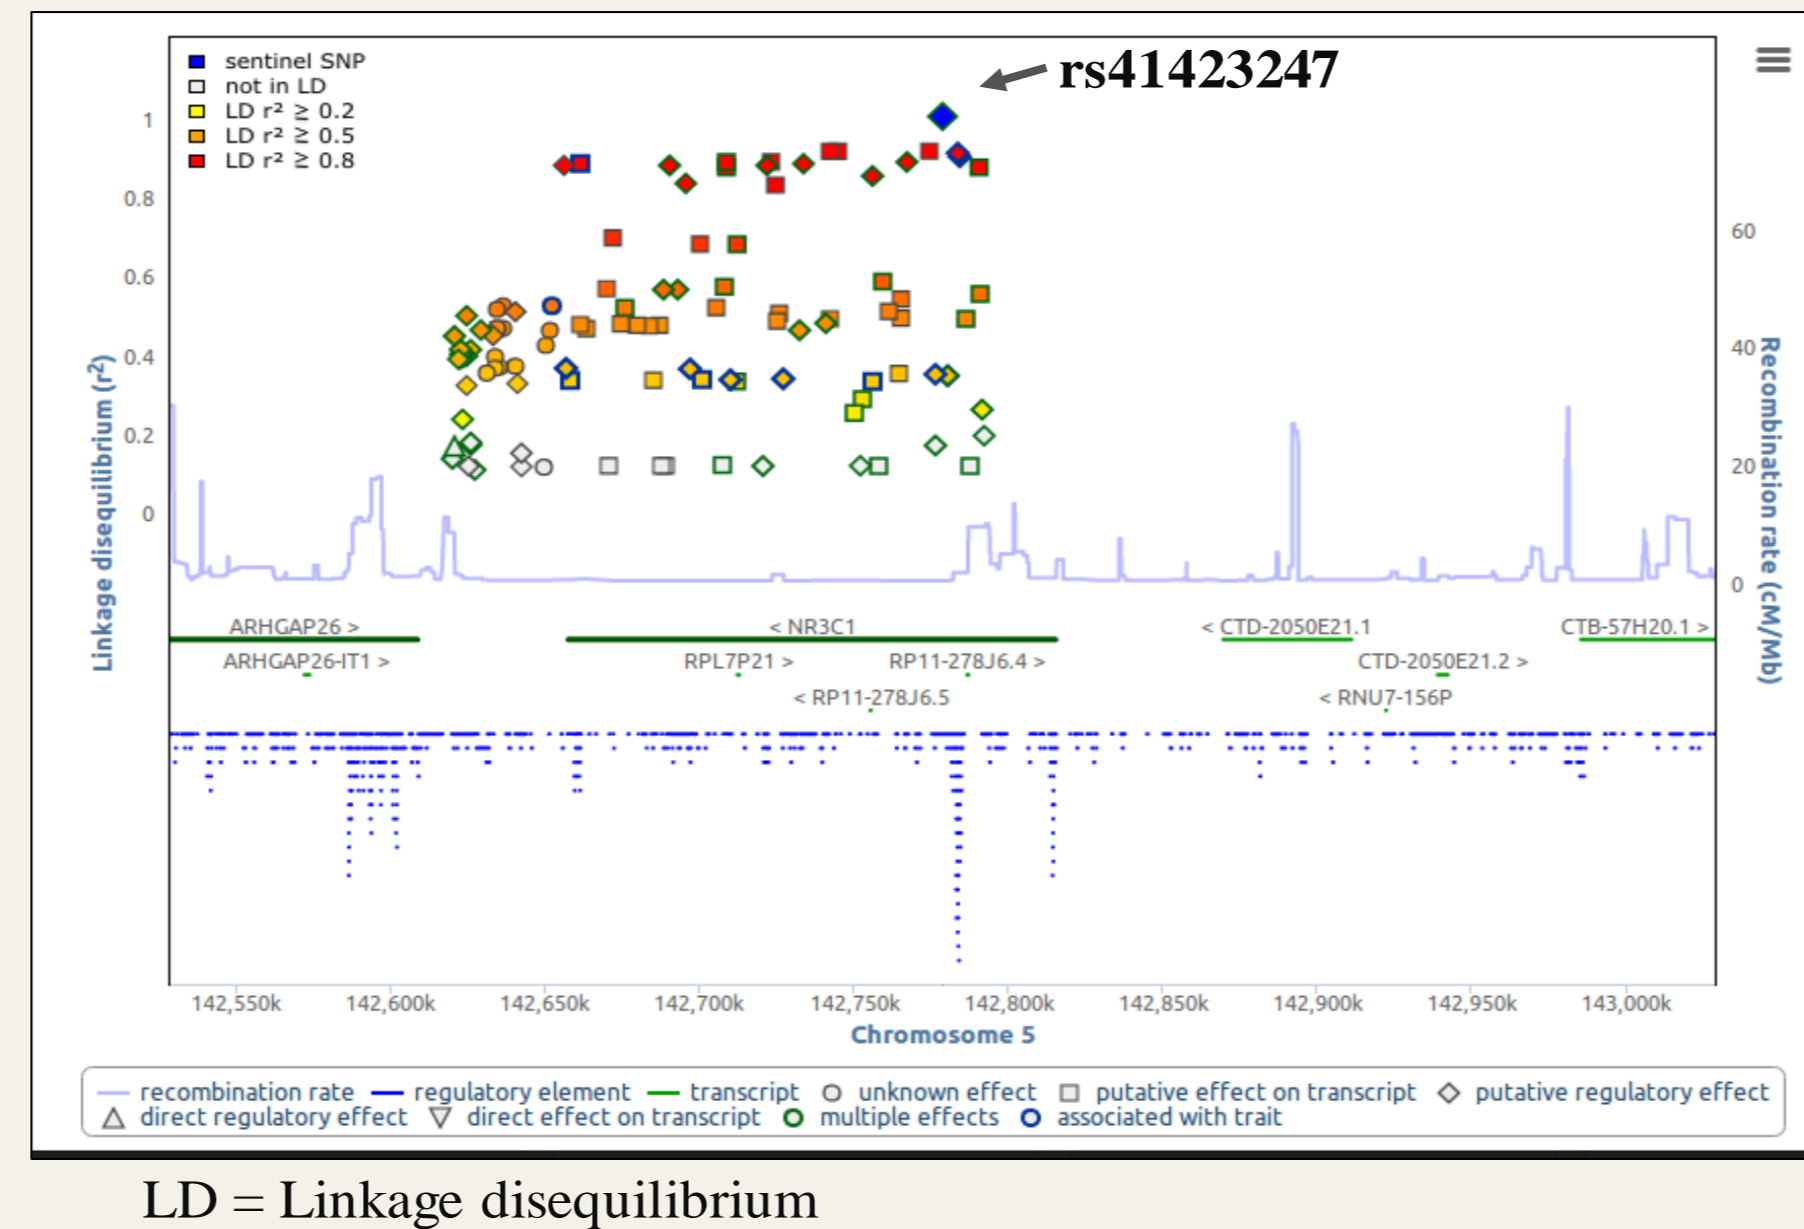 sentinel SNP
not in LD
LD r² ≥ 0.2
LD r² ≥ 0.5
LD r² ≥ 0.8
rs41423247
1
0.8
0.6
0.4
0.2
0
Linkage disequilibrium (r²)
60
40
20
0
Recombination rate (cM/Mb)
ARHGAP26 > < NR3C1 < CTD-2050E21.1 CTB-57H20.1 >
ARHGAP26-IT1 > RPL7P21 > RP11-278J6.4 > CTD-2050E21.2 >
< RP11-278J6.5 < RNU7-156P
142,550k 142,600k 142,650k 142,700k 142,750k 142,800k 142,850k 142,900k 142,950k 143,000k
Chromosome 5
recombination rate regulatory element transcript unknown effect putative effect on transcript putative regulatory effect
direct regulatory effect direct effect on transcript multiple effects associated with trait
LD = Linkage disequilibrium